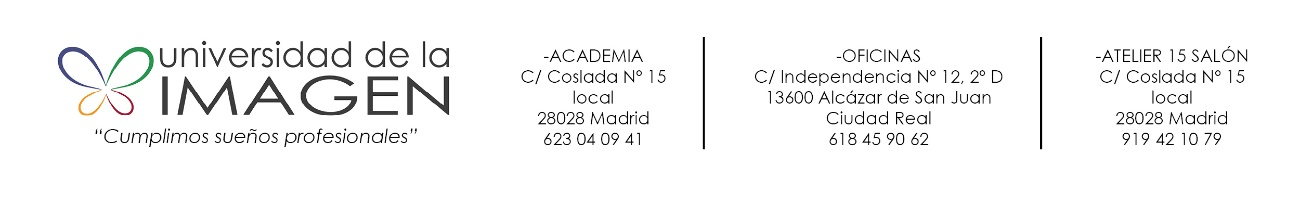 universidad de la
IMAGEN
“Cumplimos sueños profesionales”
-ACADEMIA
C/ Coslada Nº 15
local
28028 Madrid
623 04 09 41
-OFICINAS
C/ Independencia Nº 12, 2º D
13600 Alcázar de San Juan
Ciudad Real
618 45 90 62
-ATELIER 15 SALÓN
C/ Coslada Nº 15
local
28028 Madrid
919 42 10 79